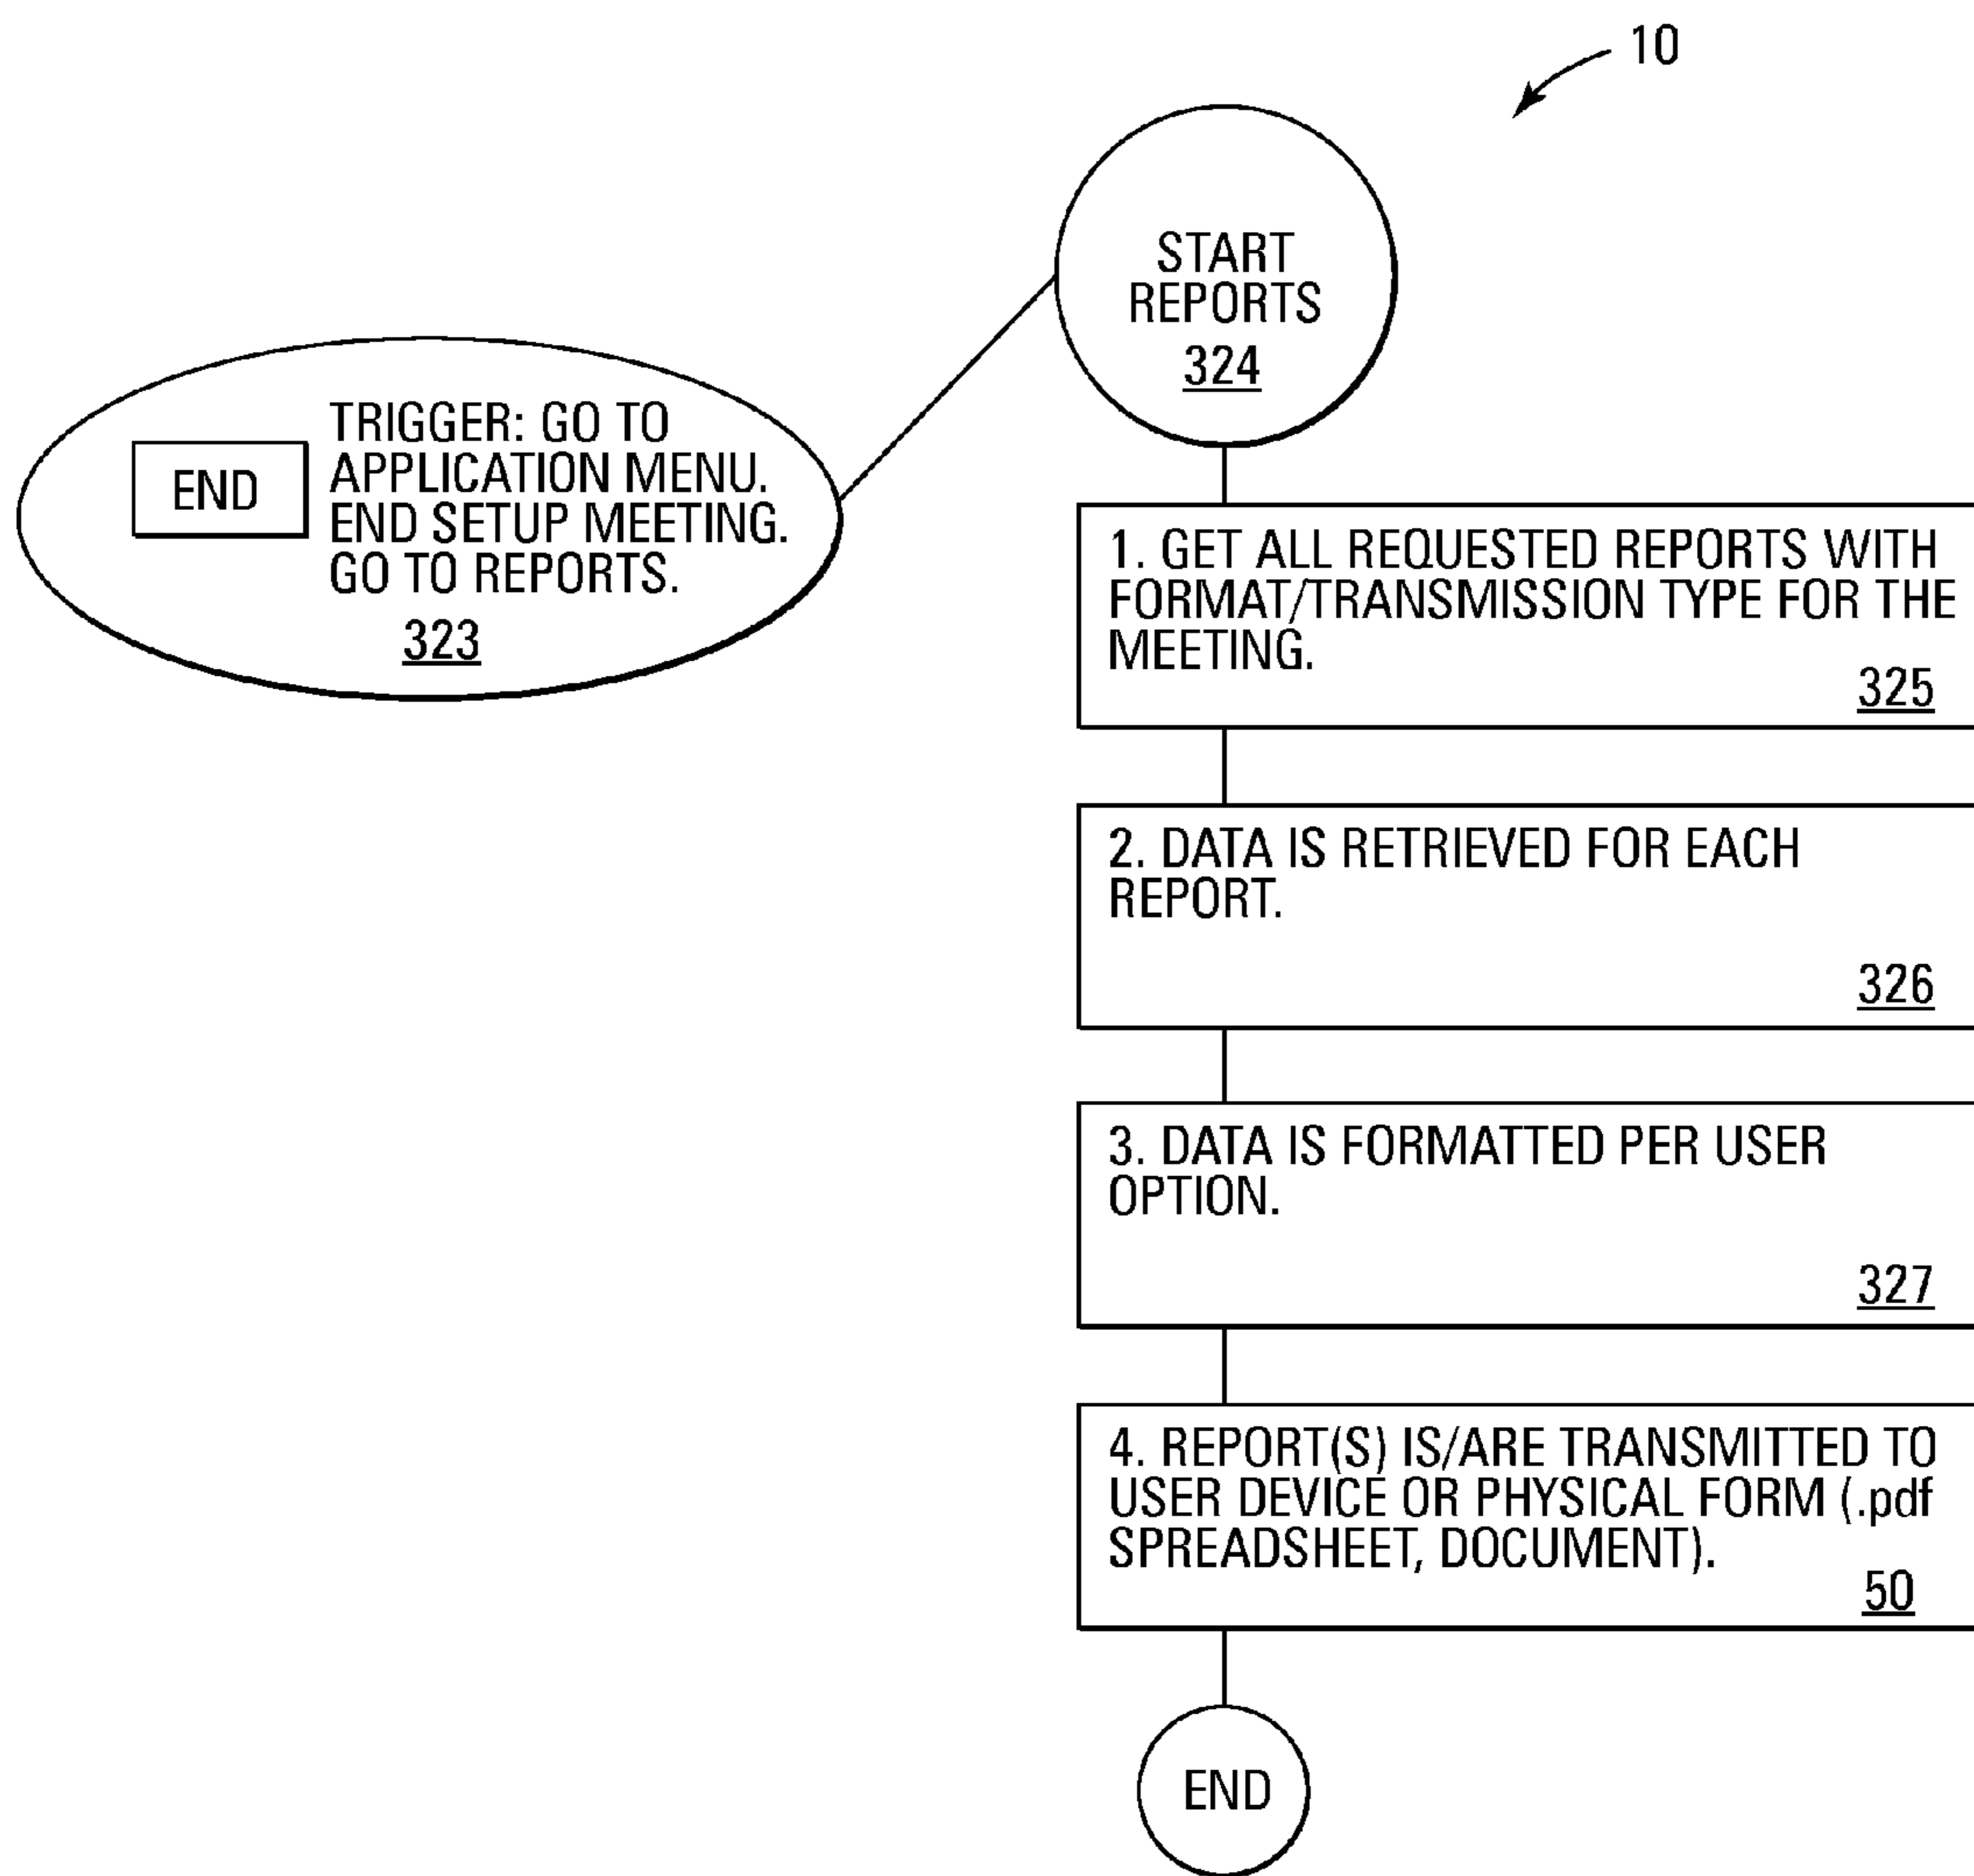 10
START
REPORTS
324
END
TRIGGER: GO TO
APPLICATION MENU.
END SETUP MEETING.
GO TO REPORTS.
323
1. GET ALL REQUESTED REPORTS WITH
FORMAT/TRANSMISSION TYPE FOR THE
MEETING.
325
2. DATA IS RETRIEVED FOR EACH
REPORT.
326
3. DATA IS FORMATTED PER USER
OPTION.
327
4. REPORT(S) IS/ARE TRANSMITTED TO
USER DEVICE OR PHYSICAL FORM (.pdf
SPREADSHEET, DOCUMENT).
50
END